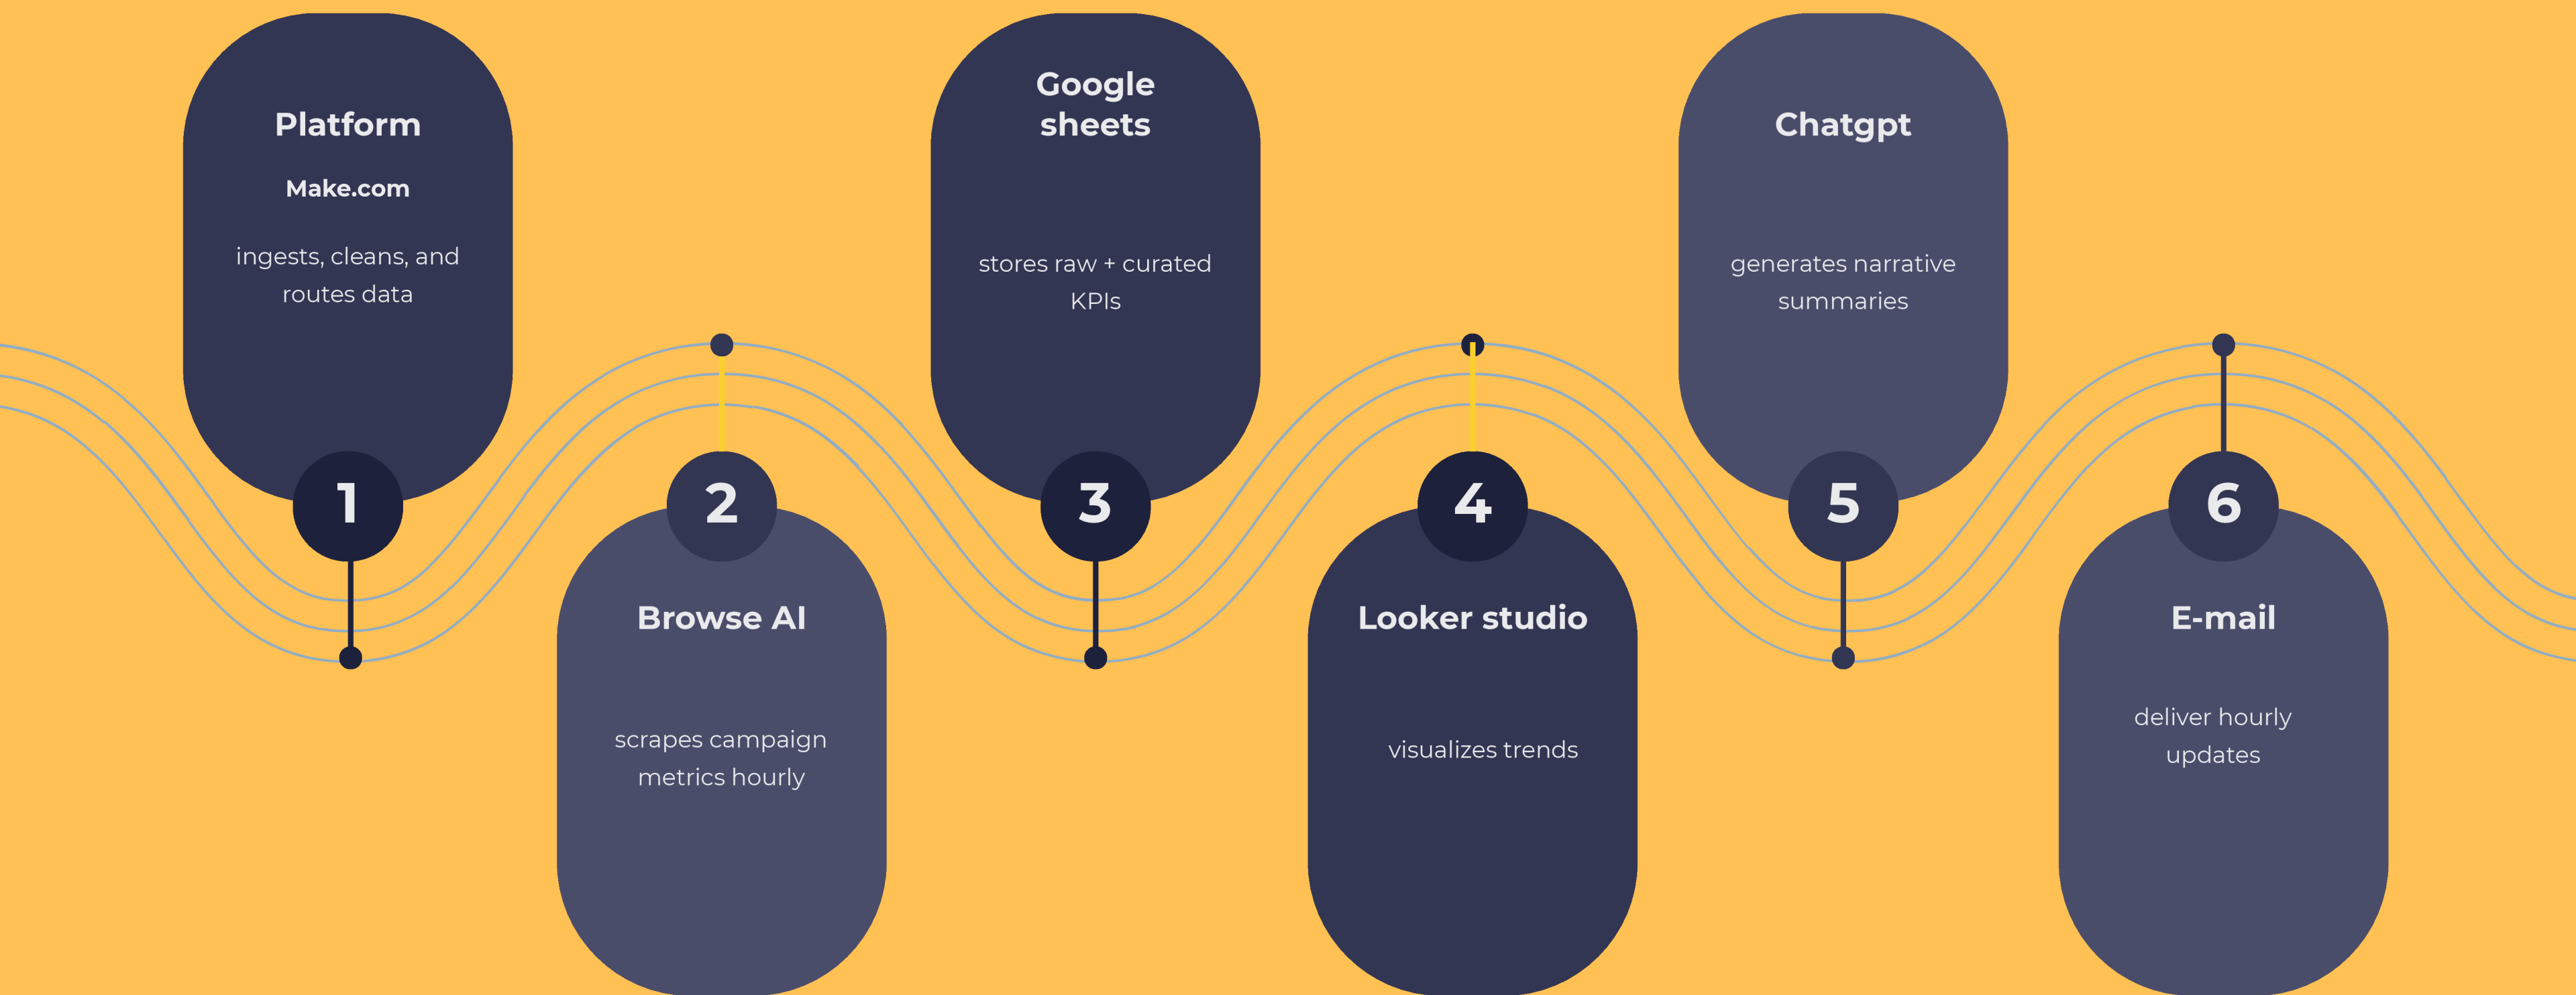 Platform
Make.com
ingests, cleans, and
routes data
1
2
Browse AI
scrapes campaign
metrics hourly
Google
sheets
stores raw + curated
KPIs
3
4
Looker studio
visualizes trends
Chatgpt
generates narrative
summaries
5
6
E-mail
deliver hourly
updates